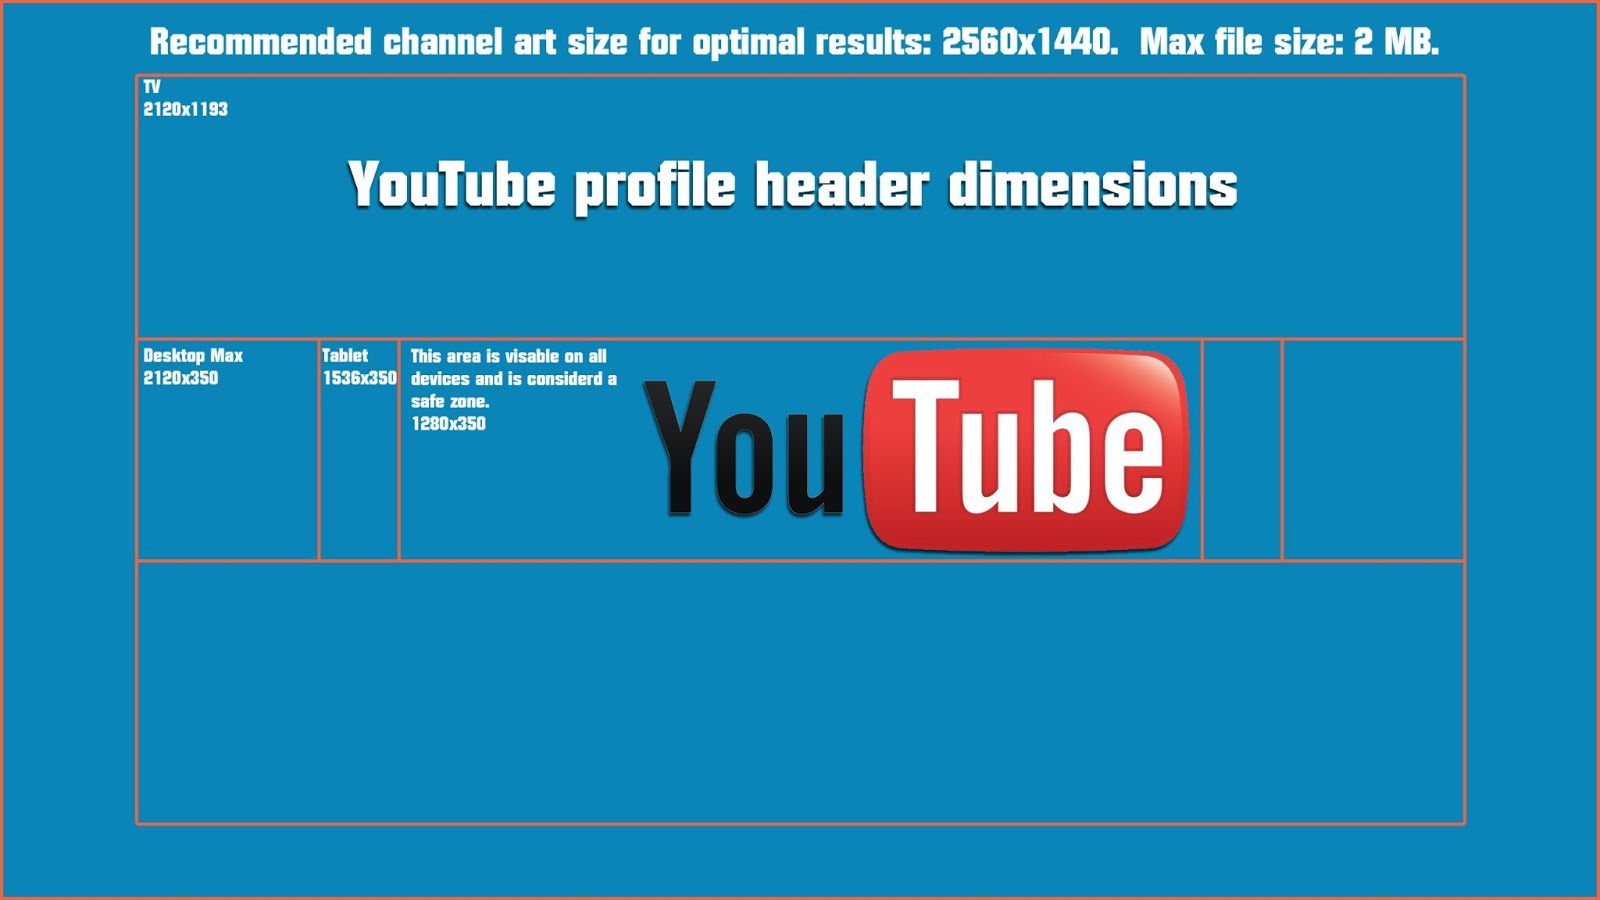 Recommended channel art size for optimal results: 2560x1440.  Max file size: 2 MB.
TV
2120x1193
YouTube profile header dimensions
Desktop Max
2120x350
Tablet
1536x350
This area is visable on all
devices and is considerd a
safe zone.
1280x350
YouTube